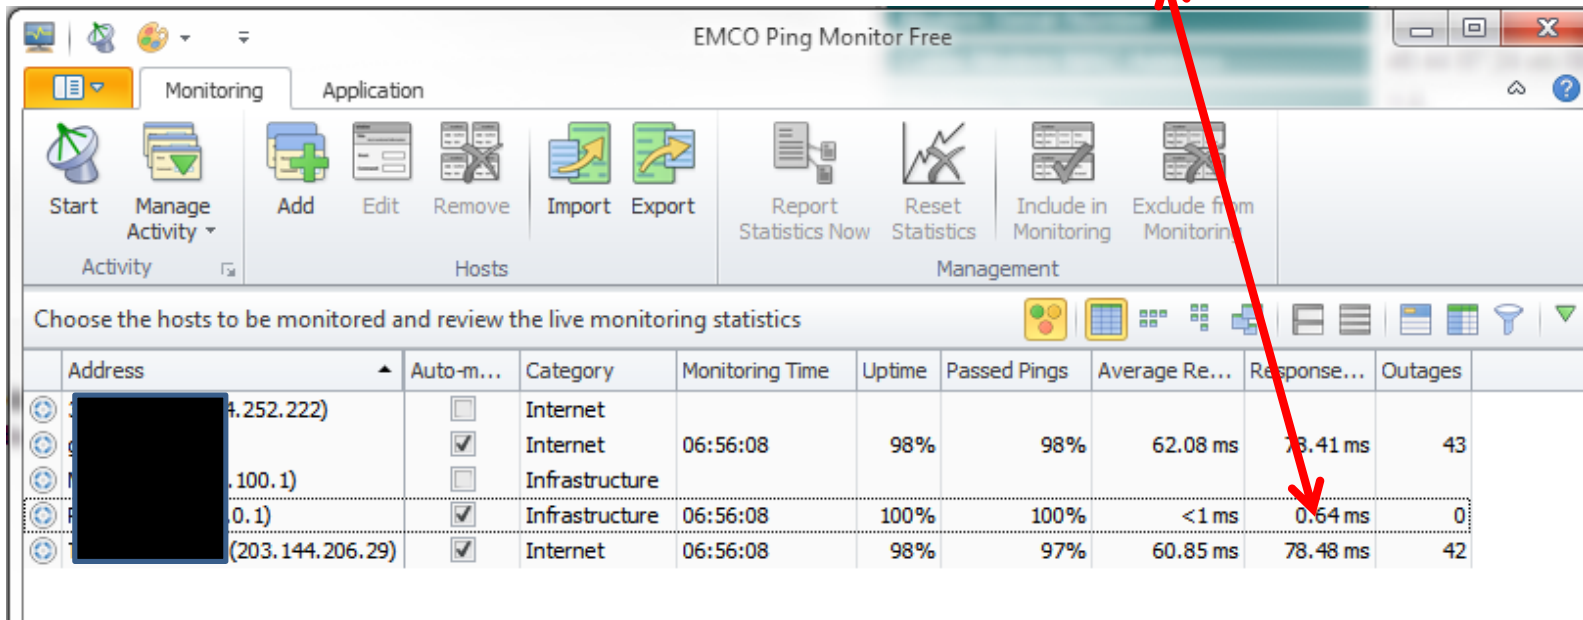 EMCO Ping Monitor Free
Monitoring Application
Start Manage Activity Add Edit Remove Import Export Report Statistics Now Reset Statistics Include in Monitoring Exclude from Monitoring
Activity Hosts Management
Choose the hosts to be monitored and review the live monitoring statistics
Address Auto-m... Category Monitoring Time Uptime Passed Pings Average Re... Response... Outages
4.252.222) Internet
Internet 06:56:08 98% 98% 62.08 ms 78.41 ms 43
.100.1) Infrastructure
.0.1) Infrastructure 06:56:08 100% 100% <1 ms 0.64 ms 0
(203.144.206.29) Internet 06:56:08 98% 97% 60.85 ms 78.48 ms 42